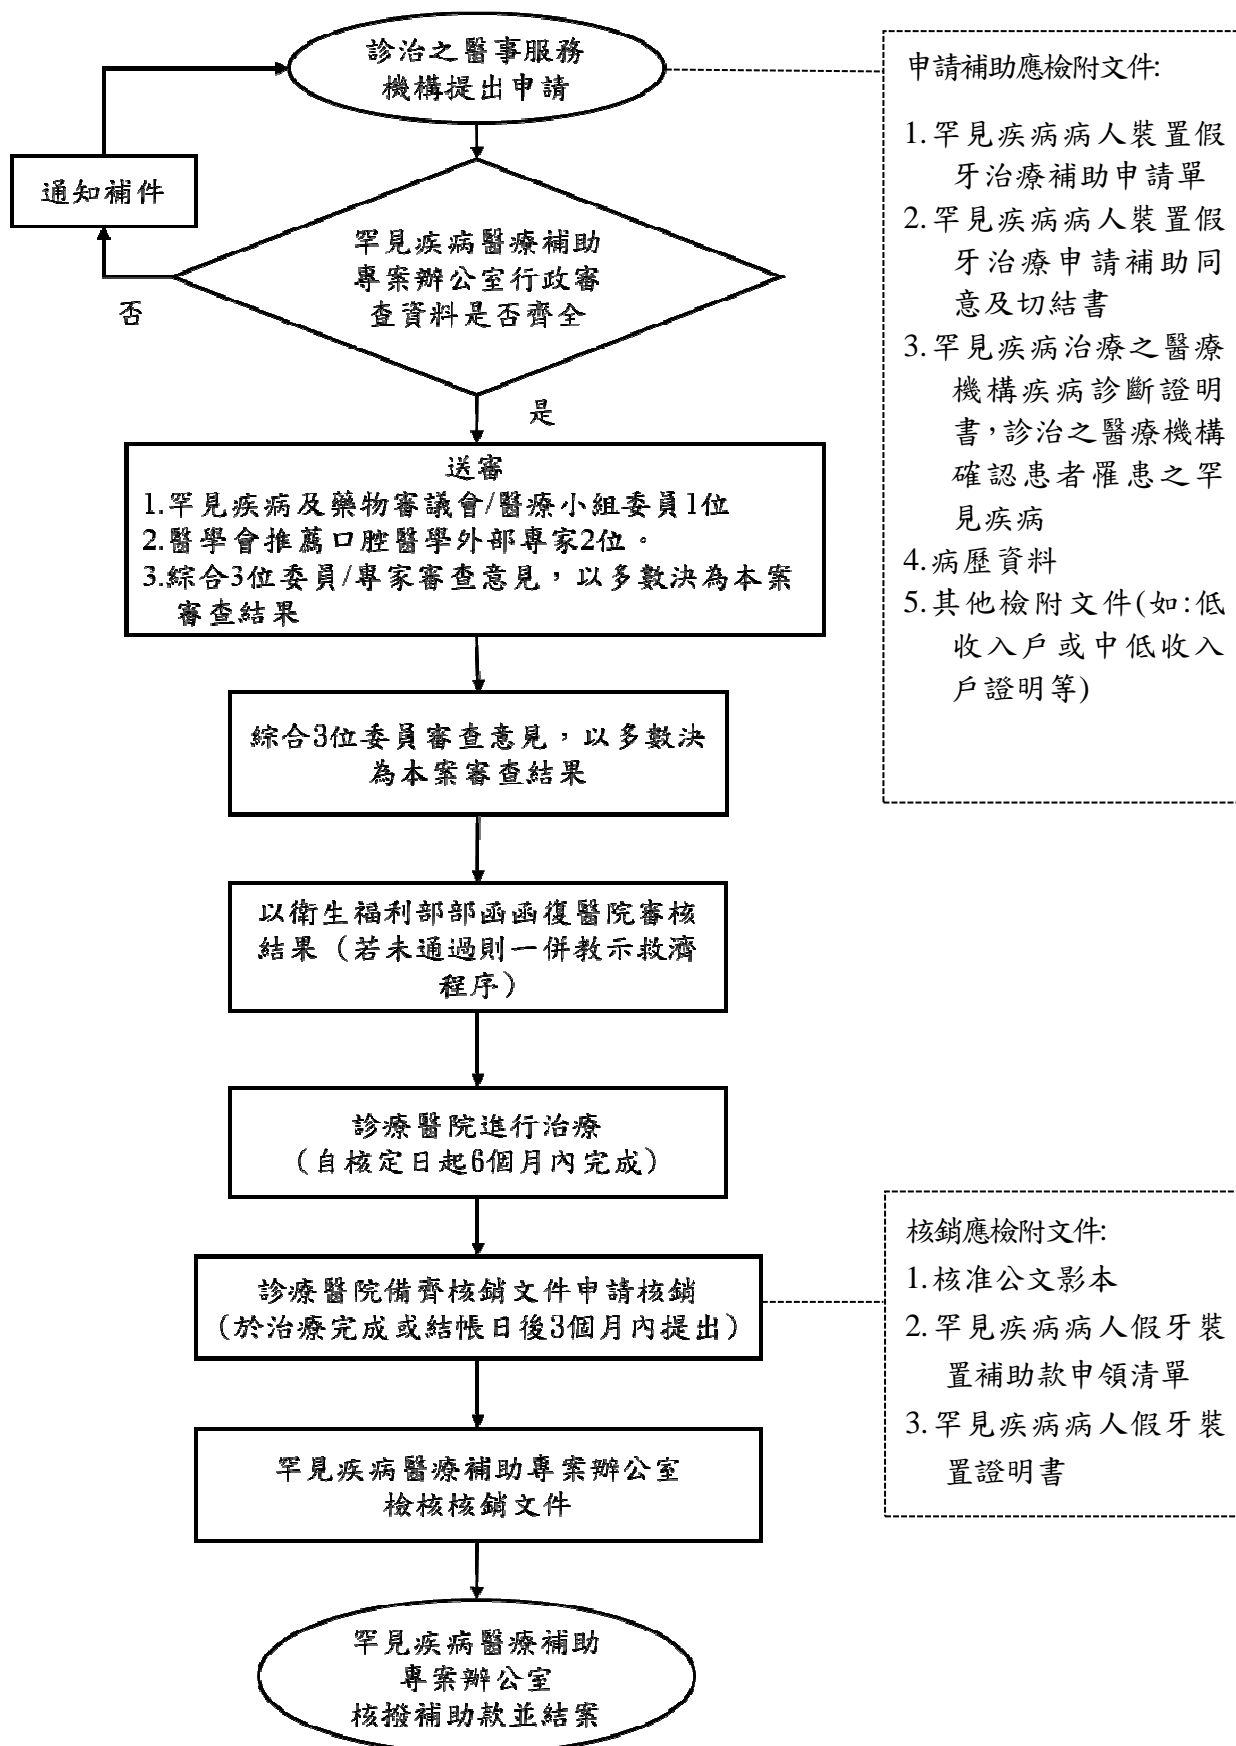 診治之醫事服務
機構提出申請
通知補件
罕見疾病醫療補助
專案辦公室行政審
查資料是否齊全
否
是
送審
1.罕見疾病及藥物審議會/醫療小組委員1位
2.醫學會推薦口腔醫學外部專家2位。
3.綜合3位委員/專家審查意見，以多數決為本案
審查結果
綜合3位委員審查意見，以多數決
為本案審查結果
以衛生福利部部函函復醫院審核
結果（若未通過則一併教示救濟
程序）
診療醫院進行治療
（自核定日起6個月內完成）
診療醫院備齊核銷文件申請核銷
（於治療完成或結帳日後3個月內提出）
罕見疾病醫療補助專案辦公室
檢核核銷文件
罕見疾病醫療補助
專案辦公室
核撥補助款並結案
申請補助應檢附文件:
1.罕見疾病病人裝置假
牙治療補助申請單
2.罕見疾病病人裝置假
牙治療申請補助同
意及切結書
3.罕見疾病治療之醫療
機構疾病診斷證明
書，診治之醫療機構
確認患者罹患之罕
見疾病
4.病歷資料
5.其他檢附文件(如:低
收入戶或中低收入
戶證明等)
核銷應檢附文件:
1.核准公文影本
2.罕見疾病病人假牙裝
置補助款申領清單
3.罕見疾病病人假牙裝
置證明書